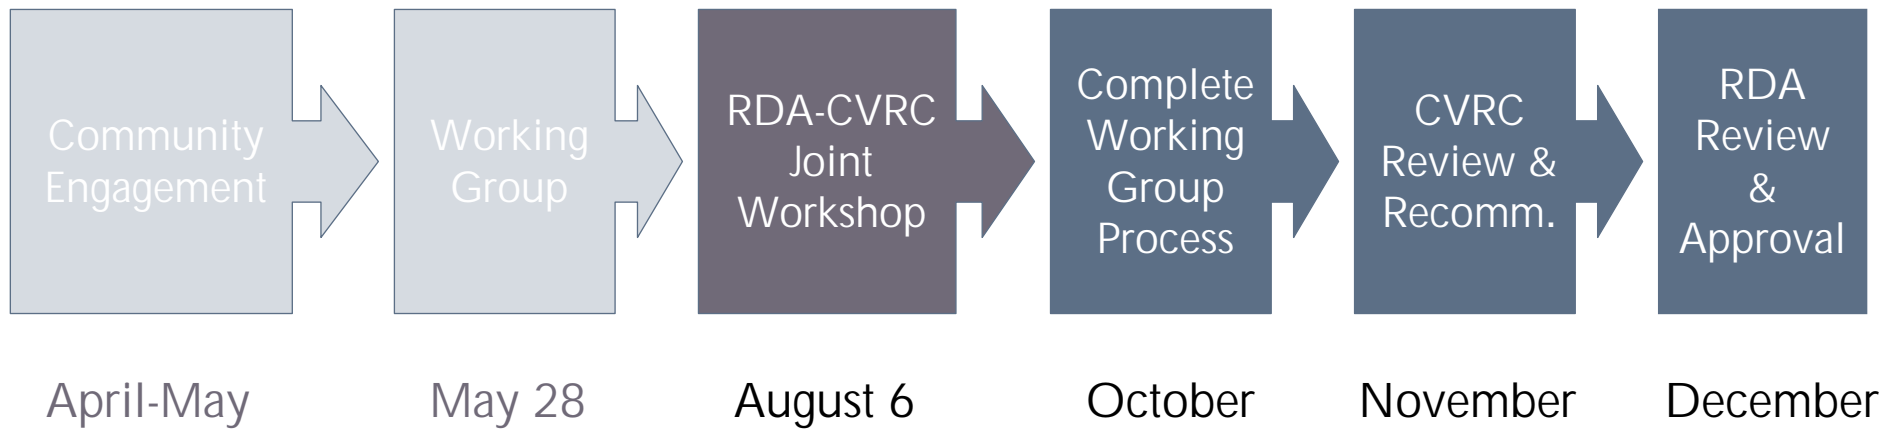 Community
Engagement
Working
Group
RDA-CVRC
Joint
Workshop
Complete
Working
Group
Process
CVRC
Review &
Recomm.
RDA
Review
&
Approval
April-May
May 28
August 6
October
November
December